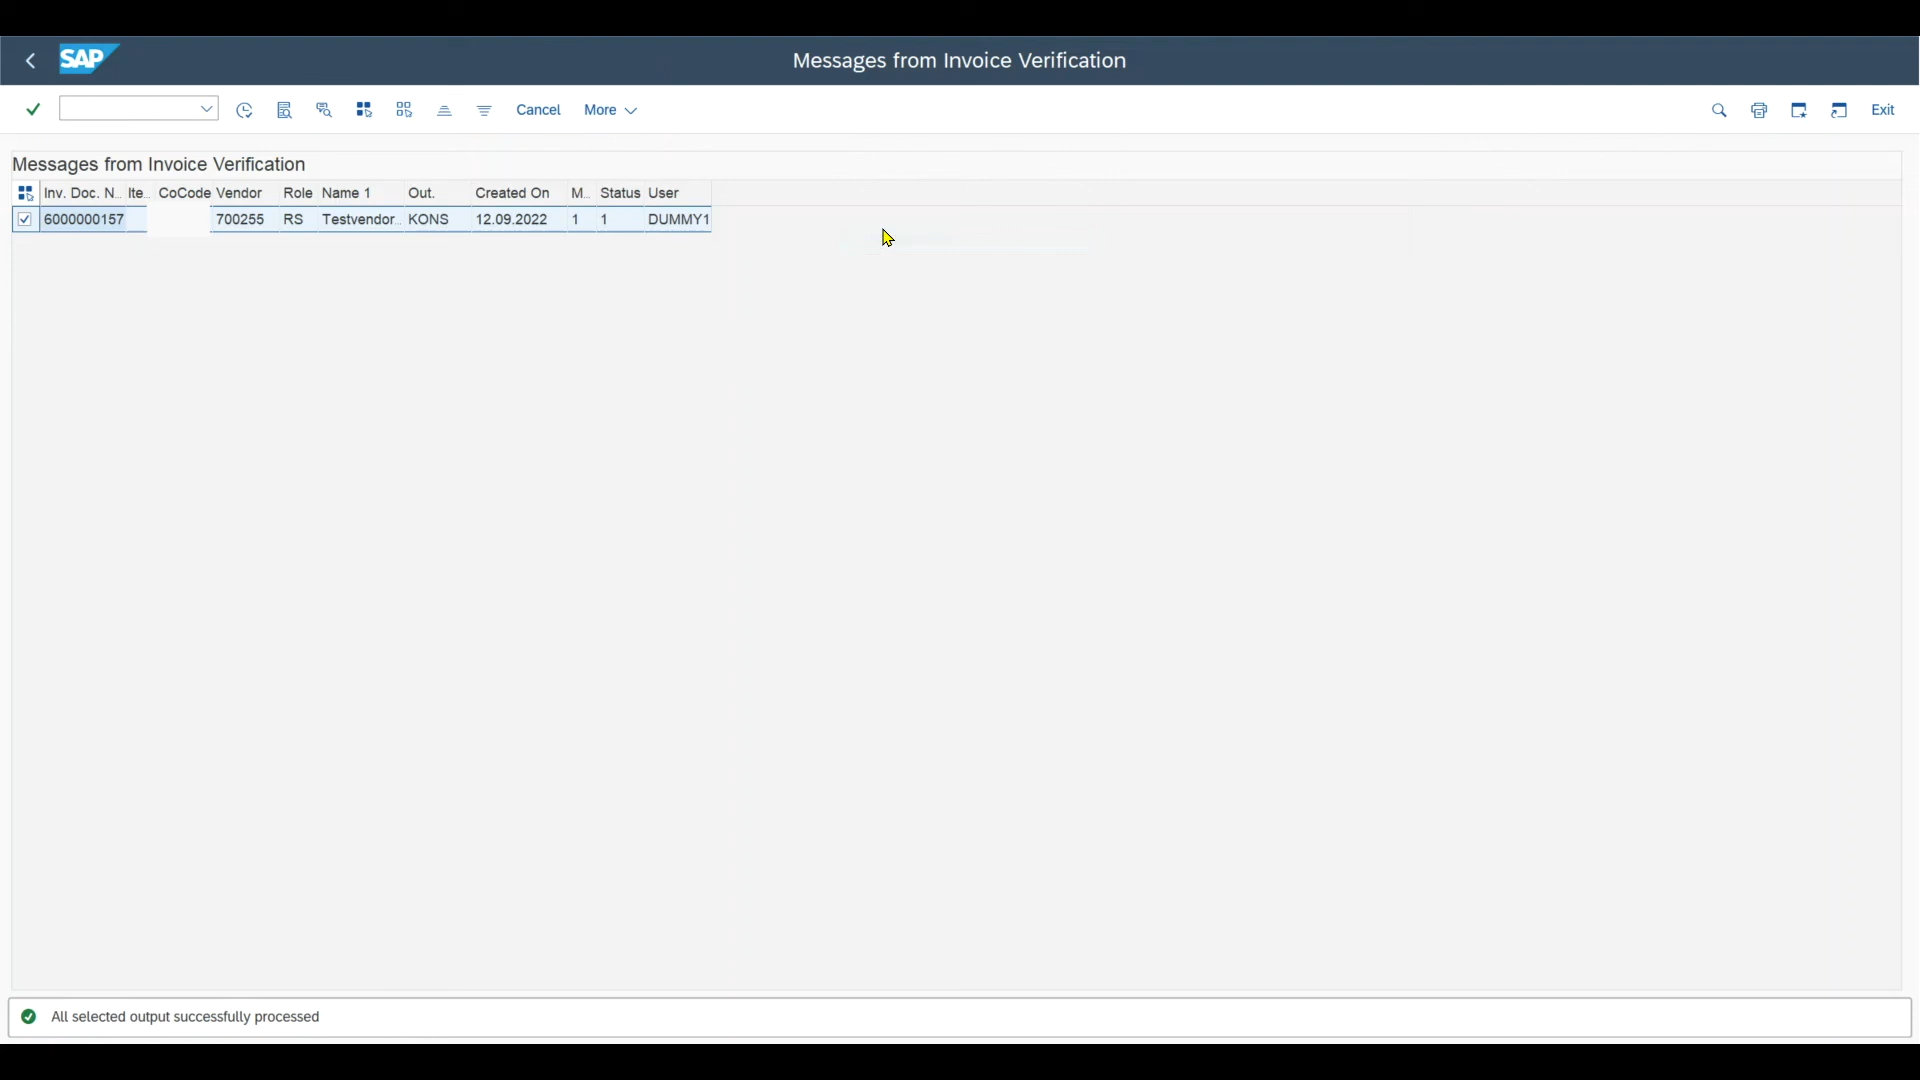 SAP
Messages from Invoice Verification
Cancel More Exit
Messages from Invoice Verification
Inv. Doc. N... Ite... CoCode Vendor Role Name 1 Out. Created On M... Status User
6000000157 700255 RS Testvendor... KONS 12.09.2022 1 1 DUMMY1
All selected output successfully processed